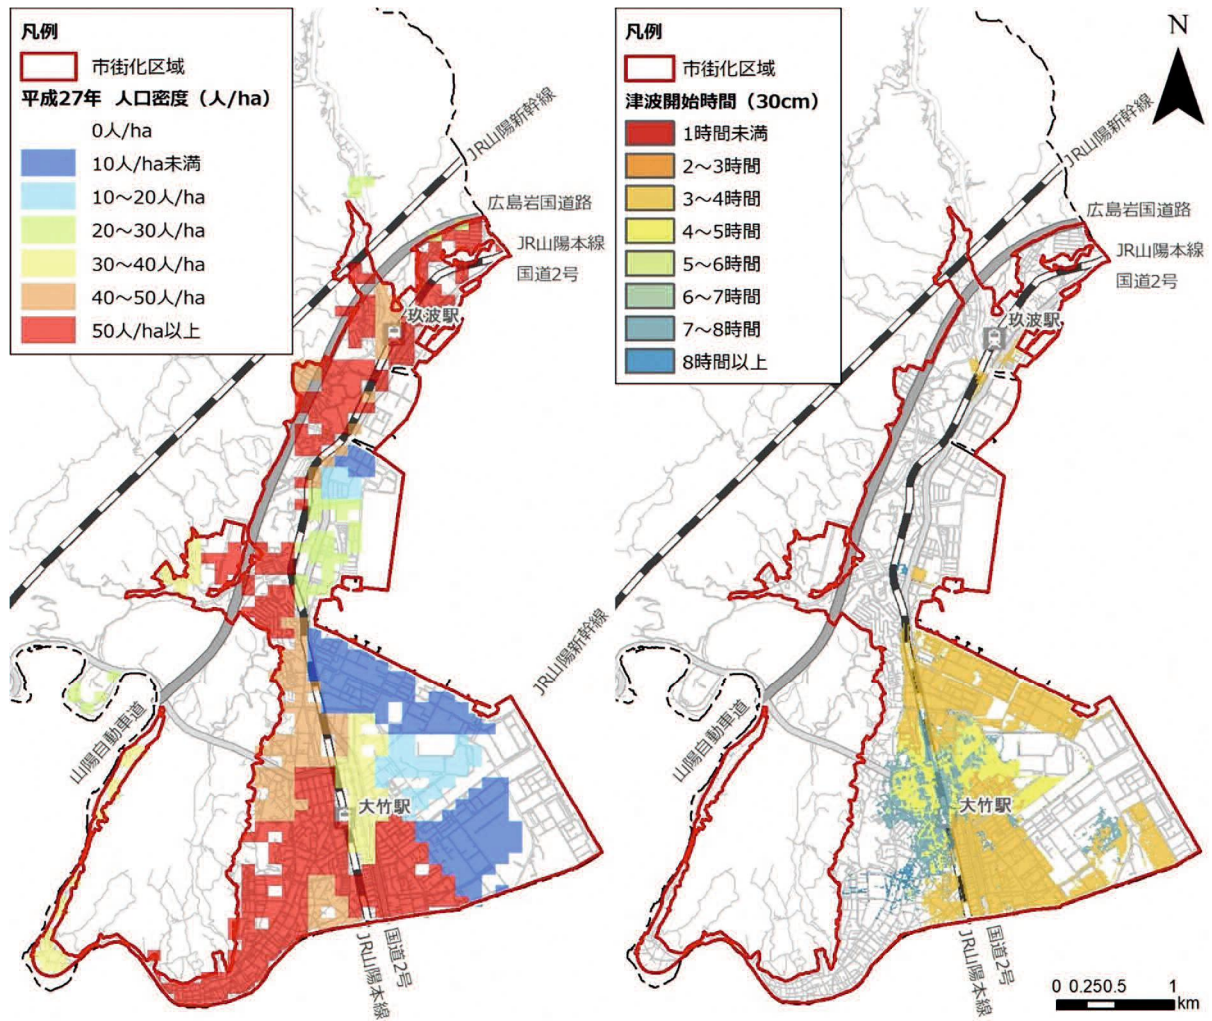 凡例
市街化区域
平成27年 人口密度（人/ha）
0人/ha
10人/ha未満
10～20人/ha
20～30人/ha
30～40人/ha
40～50人/ha
50人/ha以上
JR山陽新幹線
広島岩国道路
JR山陽本線
国道2号
玖波駅
JR山陽新幹線
山陽自動車道
大竹駅
国道2号
JR山陽本線
凡例
市街化区域
津波開始時間（30cm）
1時間未満
2～3時間
3～4時間
4～5時間
5～6時間
6～7時間
7～8時間
8時間以上
N
JR山陽新幹線
広島岩国道路
JR山陽本線
国道2号
玖波駅
山陽自動車道
大竹駅
国道2号
JR山陽本線
0 0.25 0.5 1
km